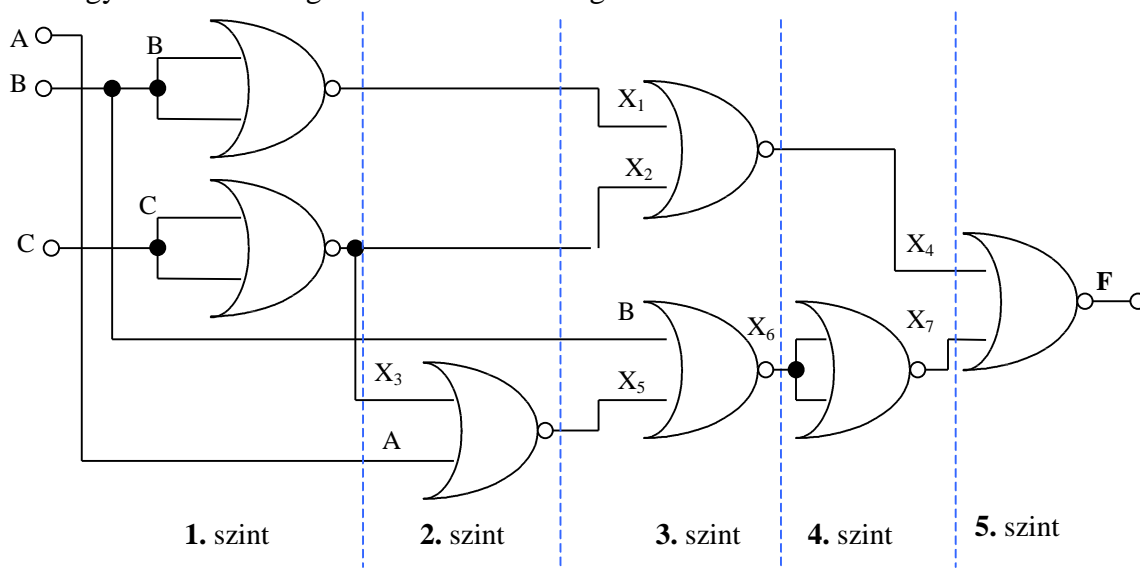 A
B
B
X₁
X₂
C
C
X₄
F
B
X₆
X₇
X₃
X₅
A
1. szint
2. szint
3. szint
4. szint
5. szint